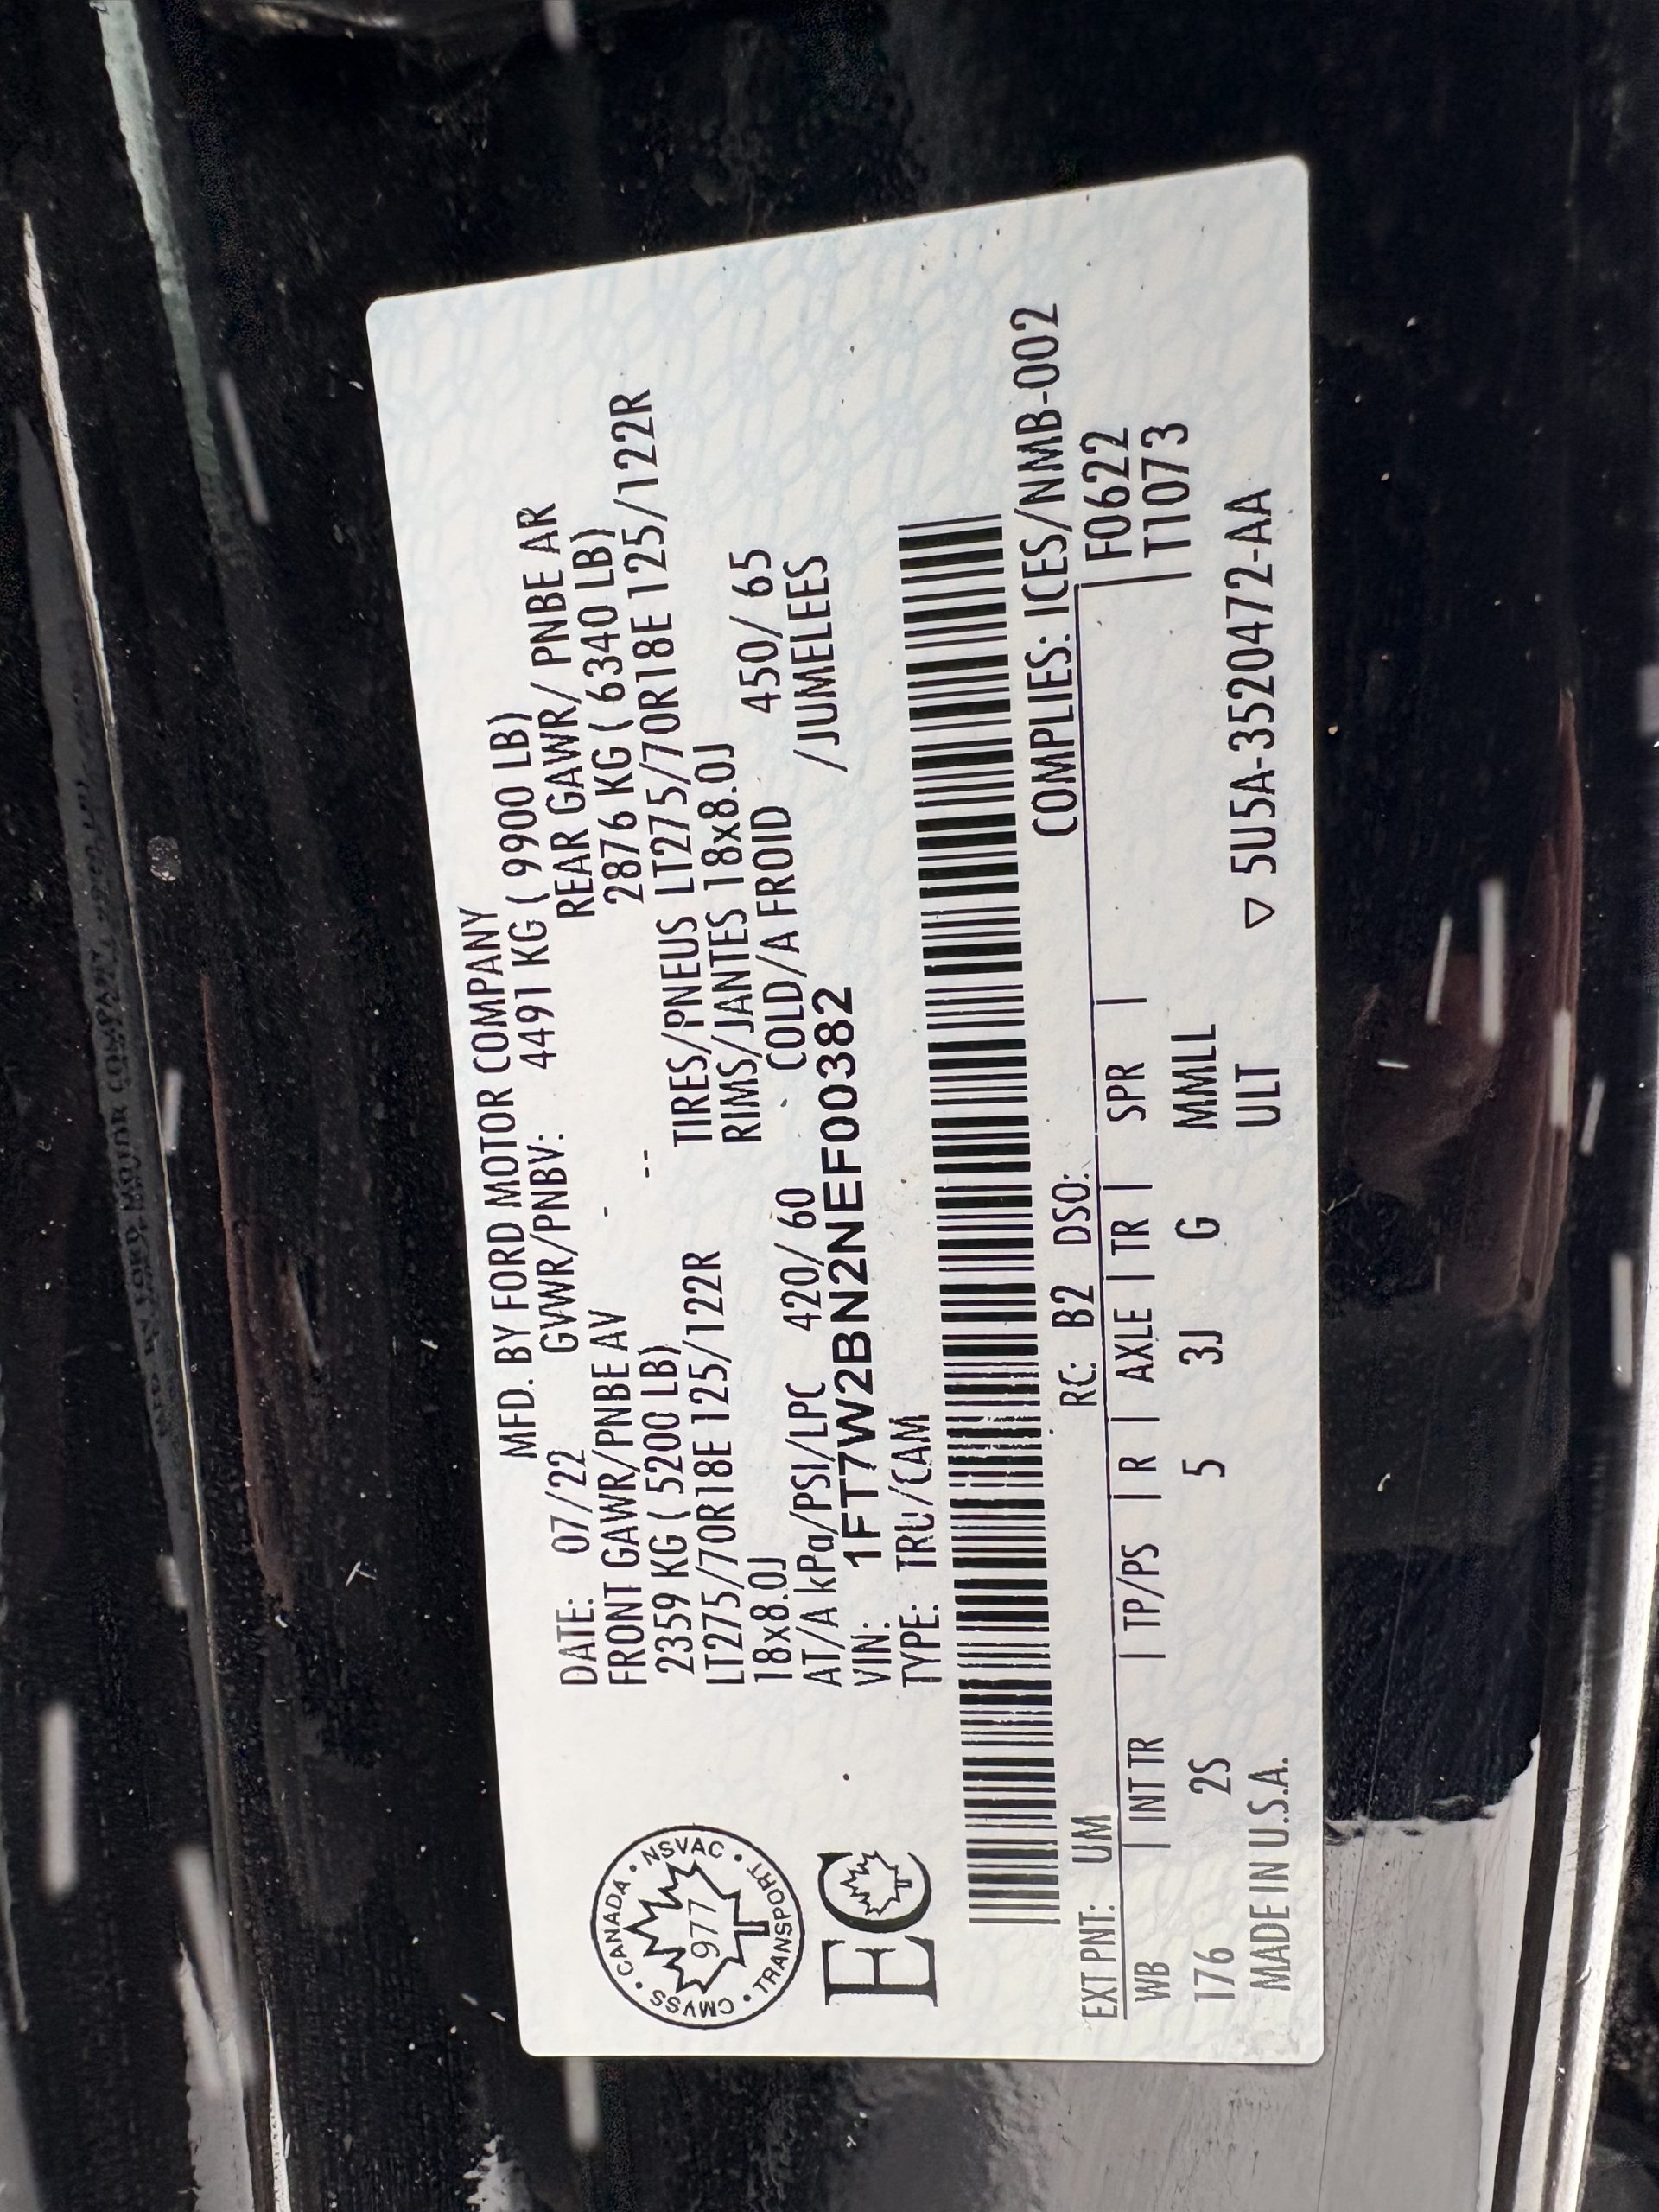 MFD. BY FORD MOTOR COMPANY
DATE: 07/22 GVWR/PNBV: 4491 KG ( 9900 LB)
FRONT GAWR/PNBE AV - REAR GAWR/ PNBE AR
2359 KG ( 5200 LB) -- 2876 KG ( 6340 LB)
LT275/70R18E 125/122R TIRES/PNEUS LT275/70R18E 125/122R
18x8.0J RIMS/JANTES 18x8.0J
AT/A kPa/PSI/LPC 420/ 60 COLD/A FROID 450/ 65
VIN: 1FT7W2BN2NEF00382 /JUMELEES
TYPE: TRU/CAM
CMVSS • CANADA • NSVAC • TRANSPORT •
977
EC
COMPLIES: ICES/NMB-002
EXT PNT: UM RC: B2 DSO: F0622
WB | INT TR | TP/PS | R | AXLE | TR | SPR | T1073
176 2S 5 3J G MMLL
ULT
MADE IN U.S.A. ▽ 5U5A-3520472-AA